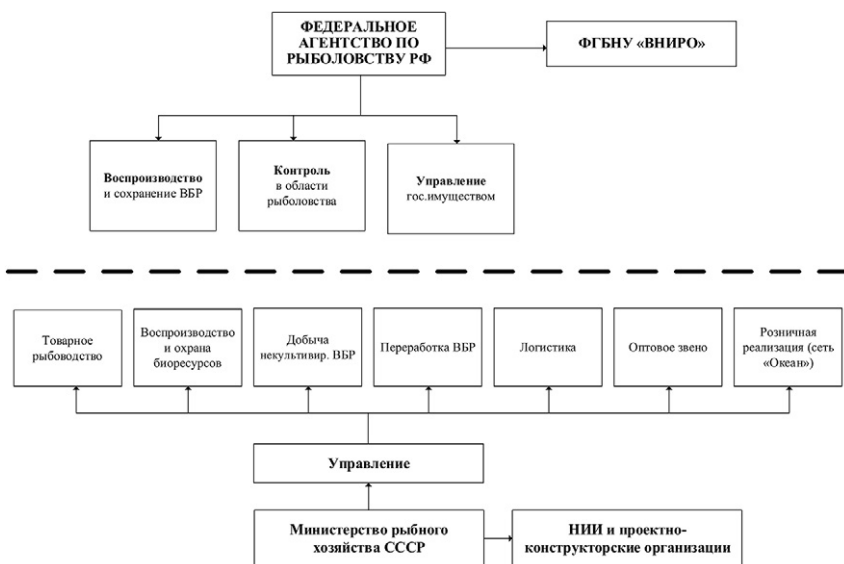 ФЕДЕРАЛЬНОЕ
АГЕНТСТВО ПО
РЫБОЛОВСТВУ РФ
ФГБНУ «ВНИРО»
Воспроизводство
и сохранение ВБР
Контроль
в области
рыболовства
Управление
гос.имуществом
Товарное
рыбоводство
Воспроизводство
и охрана
биоресурсов
Добыча
некультивир. ВБР
Переработка ВБР
Логистика
Оптовое звено
Розничная
реализация (сеть
«Океан»)
Управление
Министерство рыбного
хозяйства СССР
НИИ и проектно-
конструкторские организации